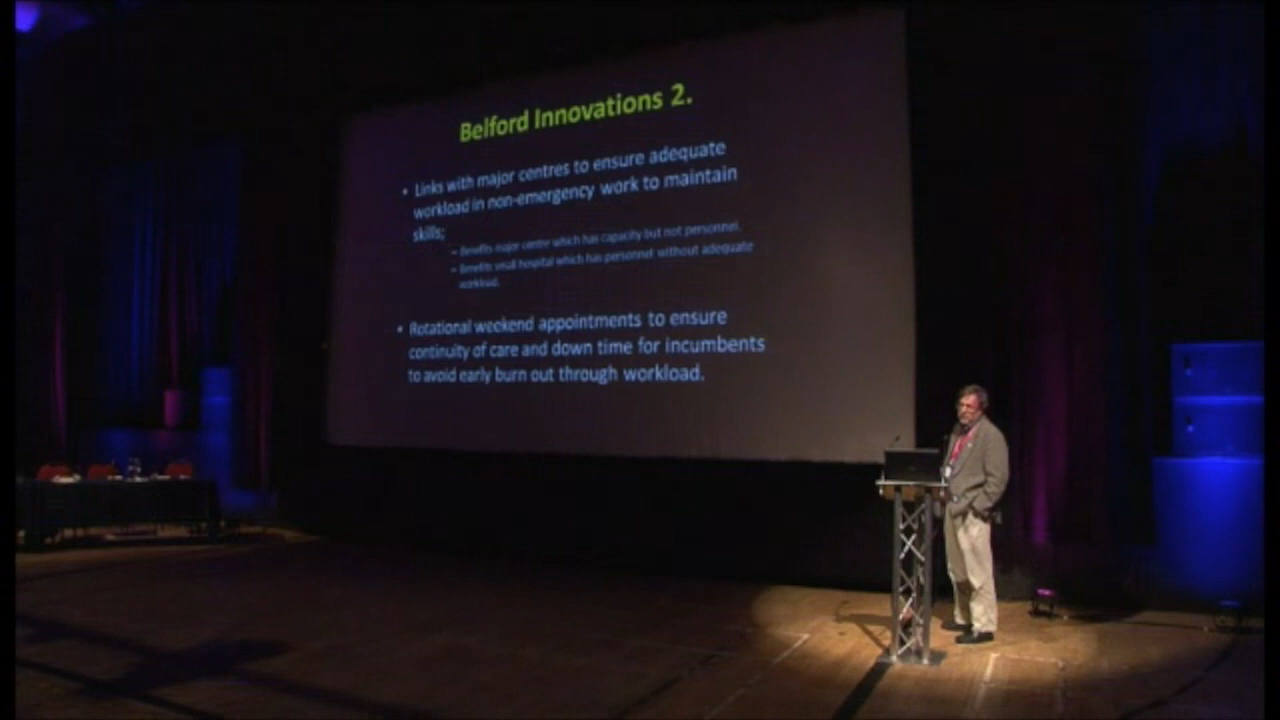 Belford Innovations 2.
• Links with major centres to ensure adequate
workload in non-emergency work to maintain
skills;
– Benefits major centre which has capacity but not personnel.
– Benefits small hospital which has personnel without adequate
workload.
• Rotational weekend appointments to ensure
continuity of care and down time for incumbents
to avoid early burn out through workload.